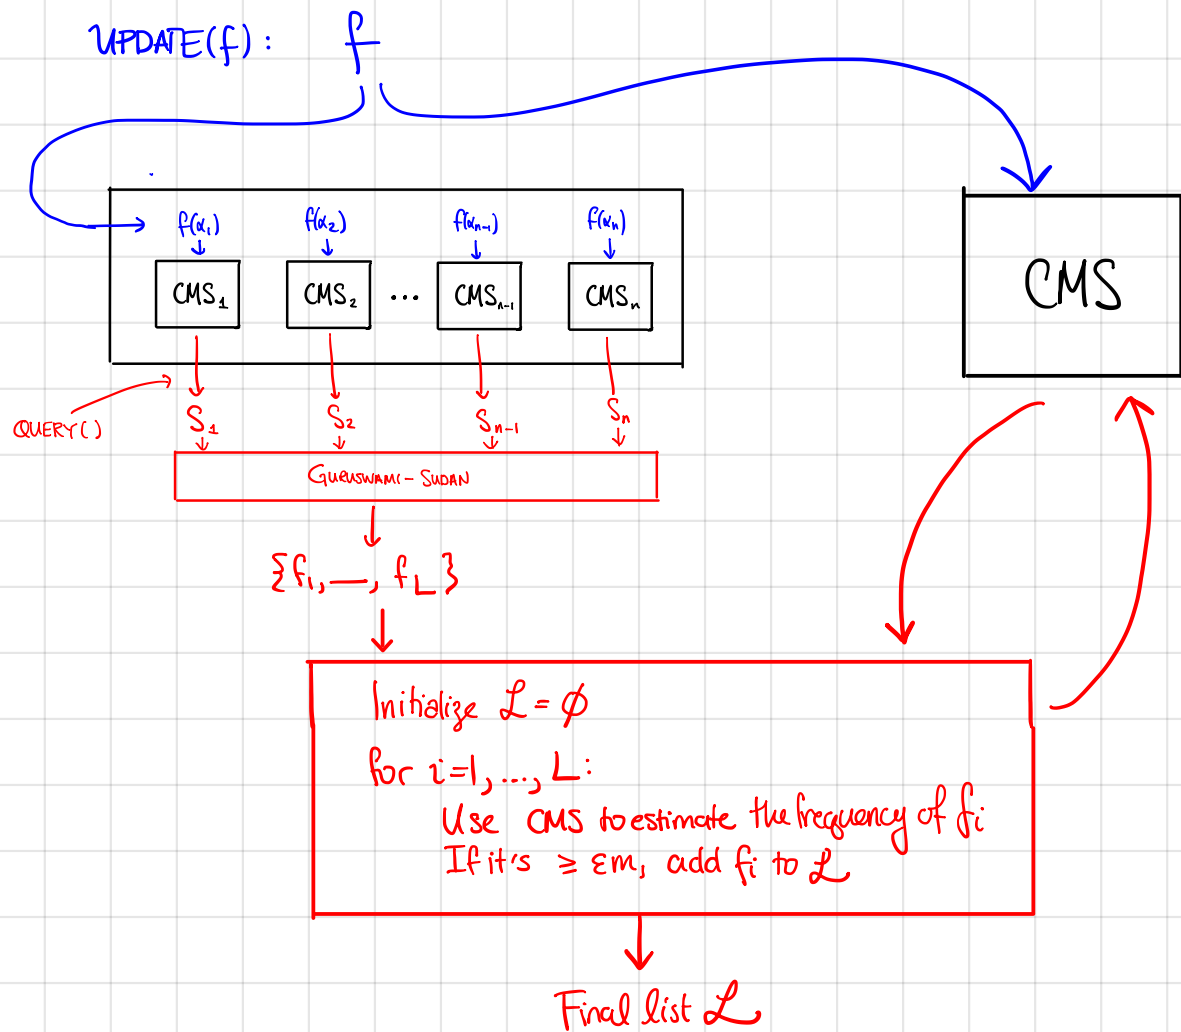 UPDATE(f): f
f(α₁) f(α₂) f(αₙ₋₁) f(αₙ)
CMS₁ CMS₂ ... CMSₙ₋₁ CMSₙ
CMS
QUERY()
S₁ S₂ Sₙ₋₁ Sₙ
GURUSWAMI-SUDAN
{f₁, —, f_L}
Initialize ℒ = ∅
for i=1, ..., L:
Use CMS to estimate the frequency of fᵢ
If it's ≥ εm, add fᵢ to ℒ
Final list ℒ